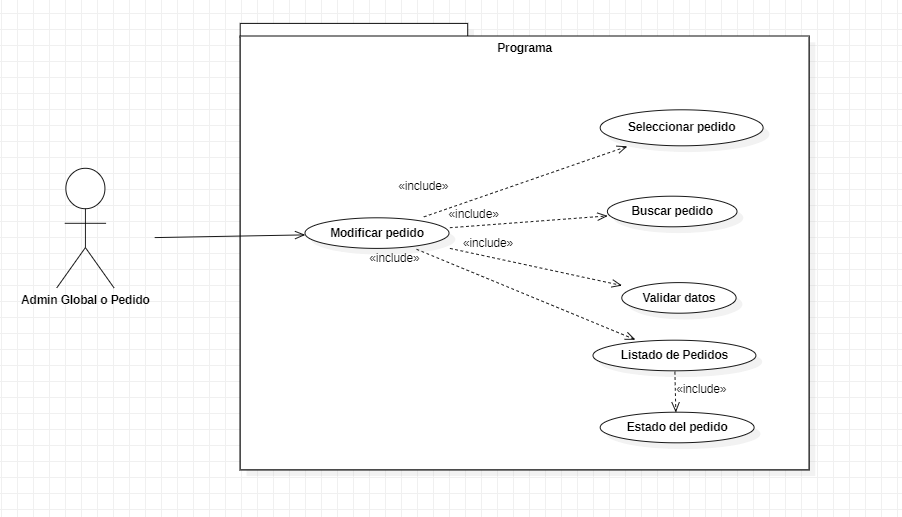 Programa
Seleccionar pedido
«include»
«include»
Buscar pedido
Modificar pedido
«include»
«include»
Validar datos
Admin Global o Pedido
Listado de Pedidos
«include»
Estado del pedido